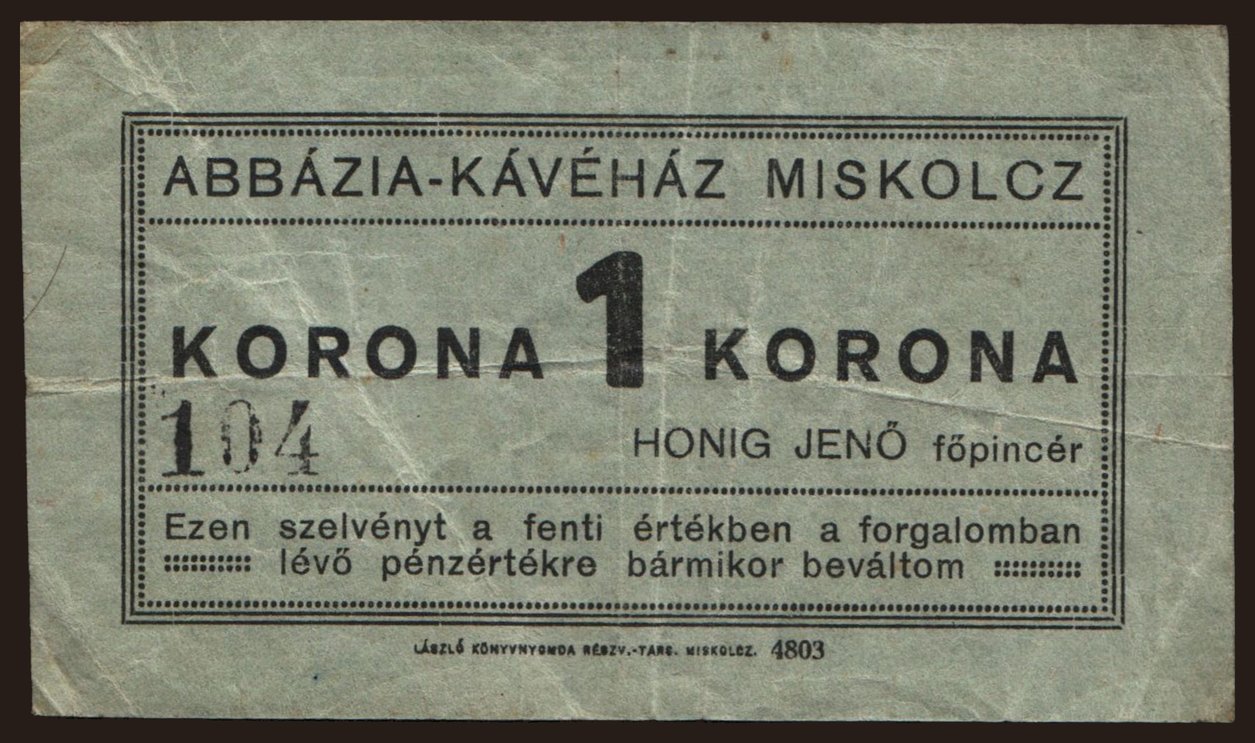 ABBÁZIA-KÁVÉHÁZ MISKOLCZ
KORONA 1 KORONA
104
HONIG JENŐ főpincér
Ezen szelvényt a fenti értékben a forgalomban
lévő pénzértékre bármikor beváltom
LÁSZLÓ KÖNYVNYOMDA RÉSZV.-TÁRS. MISKOLCZ. 4803